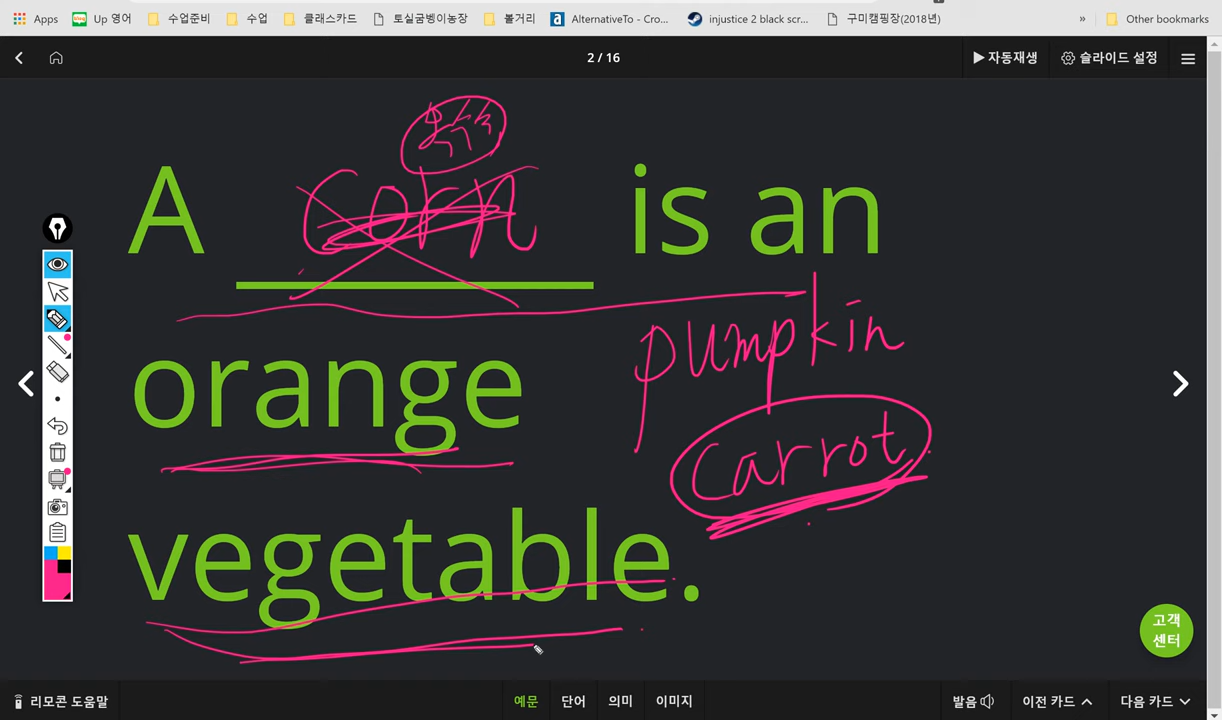 Apps Up 영어 수업준비 수업 클래스카드 토실굼벵이농장 볼거리 AlternativeTo - Cro... injustice 2 black scr... 구미캠핑장(2018년) » Other bookmarks
2 / 16 ▶자동재생 슬라이드 설정
옥수수
A corn is an
pumpkin
orange
carrot
vegetable.
고객
센터
리모콘 도움말 예문 단어 의미 이미지 발음 이전 카드 다음 카드